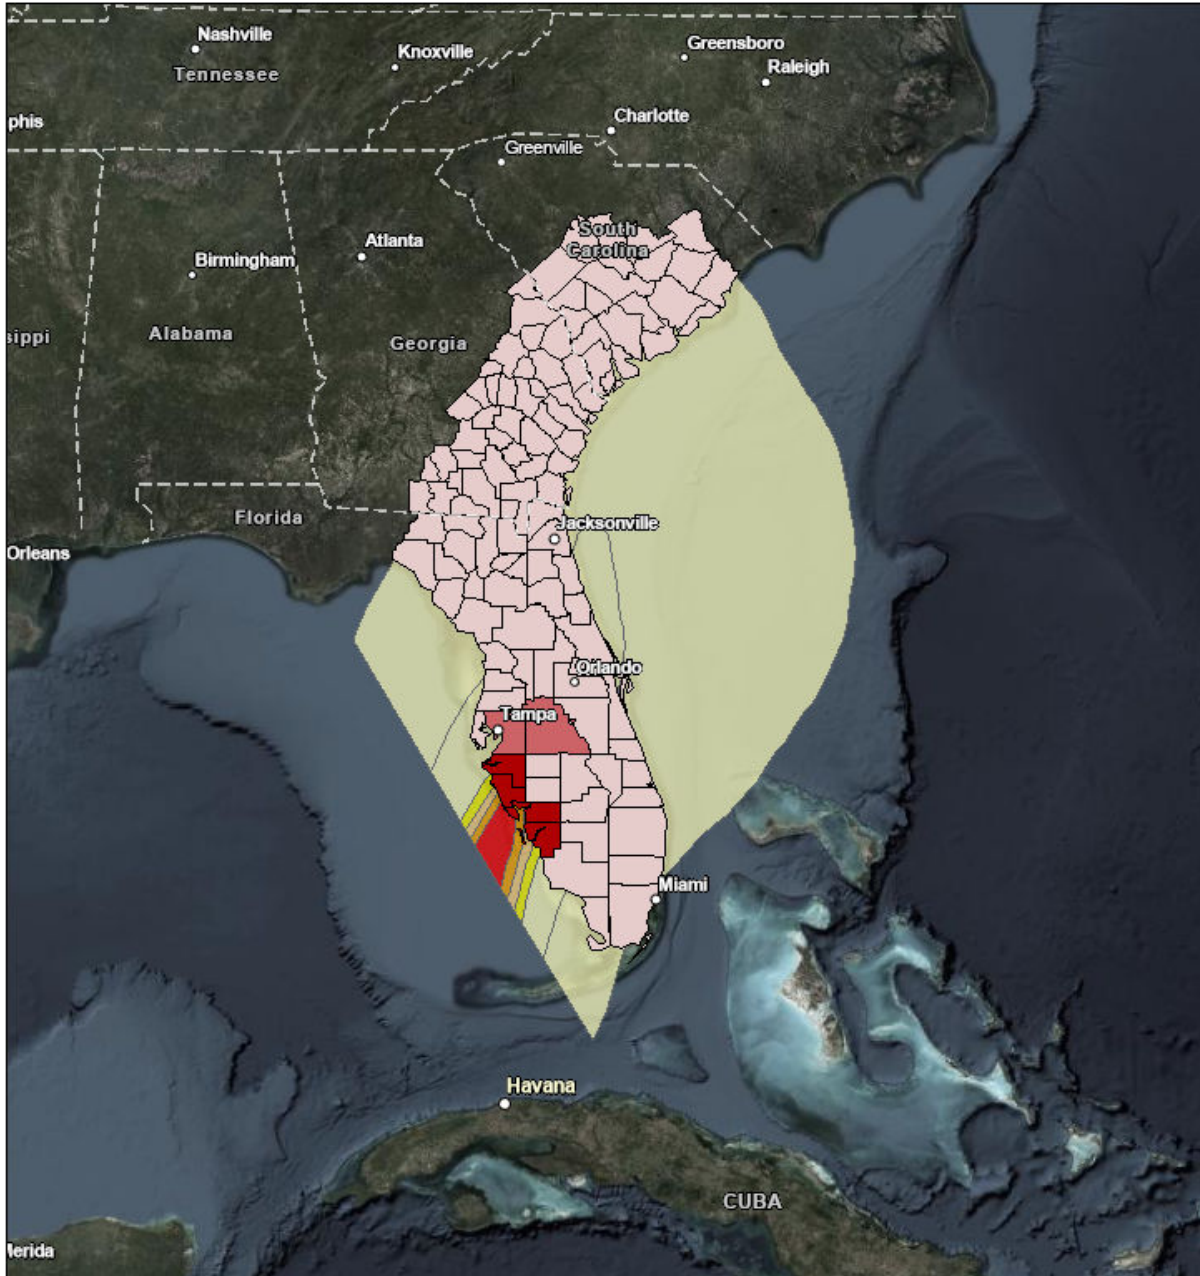 Nashville
Tennessee
Knoxville
Greensboro
Raleigh
phis
Charlotte
Greenville
South
Carolina
Atlanta
Birmingham
sippi
Alabama
Georgia
Florida
Jacksonville
Orleans
Orlando
Tampa
Miami
Havana
CUBA
Merida